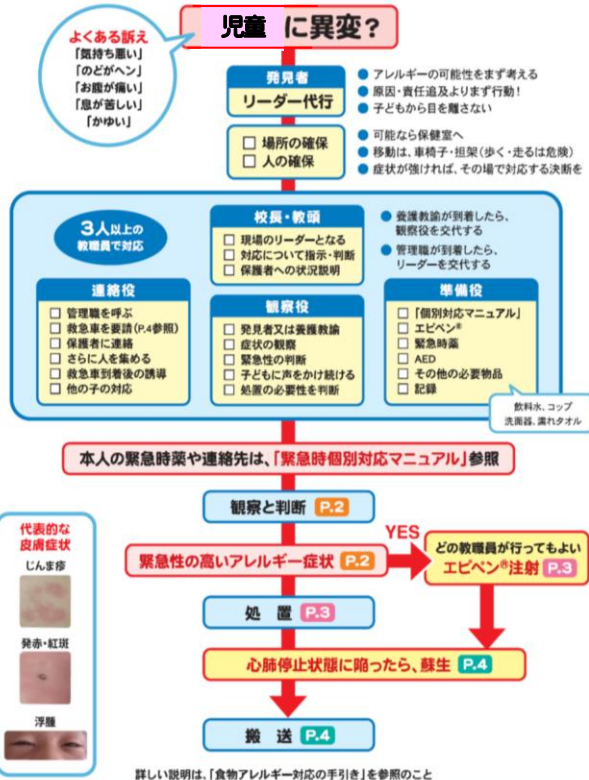 児童 に異変?
よくある訴え
「気持ち悪い」
「のどがヘン」
「お腹が痛い」
「息が苦しい」
「かゆい」
発見者
リーダー代行
● アレルギーの可能性をまず考える
● 原因・責任追及よりまず行動!
● 子どもから目を離さない
□ 場所の確保
□ 人の確保
● 可能なら保健室へ
● 移動は、車椅子・担架(歩く・走るは危険)
● 症状が強ければ、その場で対応する決断を
3人以上の
教職員で対応
校長・教頭
□ 現場のリーダーとなる
□ 対応について指示・判断
□ 保護者への状況説明
● 養護教諭が到着したら、
観察役を交代する
● 管理職が到着したら、
リーダーを交代する
連絡役
□ 管理職を呼ぶ
□ 救急車を要請(P.4参照)
□ 保護者に連絡
□ さらに人を集める
□ 救急車到着後の誘導
□ 他の子の対応
観察役
□ 発見者又は養護教諭
□ 症状の観察
□ 緊急性の判断
□ 子どもに声をかけ続ける
□ 処置の必要性を判断
準備役
□ 「個別対応マニュアル」
□ エピペン®
□ 緊急時薬
□ AED
□ その他の必要物品
□ 記録
飲料水、コップ
洗面器、濡れタオル
本人の緊急時薬や連絡先は、「緊急時個別対応マニュアル」参照
観察と判断 P.2
緊急性の高いアレルギー症状 P.2
YES
どの教職員が行ってもよい
エピペン®注射 P.3
処 置 P.3
心肺停止状態に陥ったら、蘇生 P.4
搬 送 P.4
代表的な
皮膚症状
じんま疹
発赤・紅斑
浮腫
詳しい説明は、「食物アレルギー対応の手引き」を参照のこと